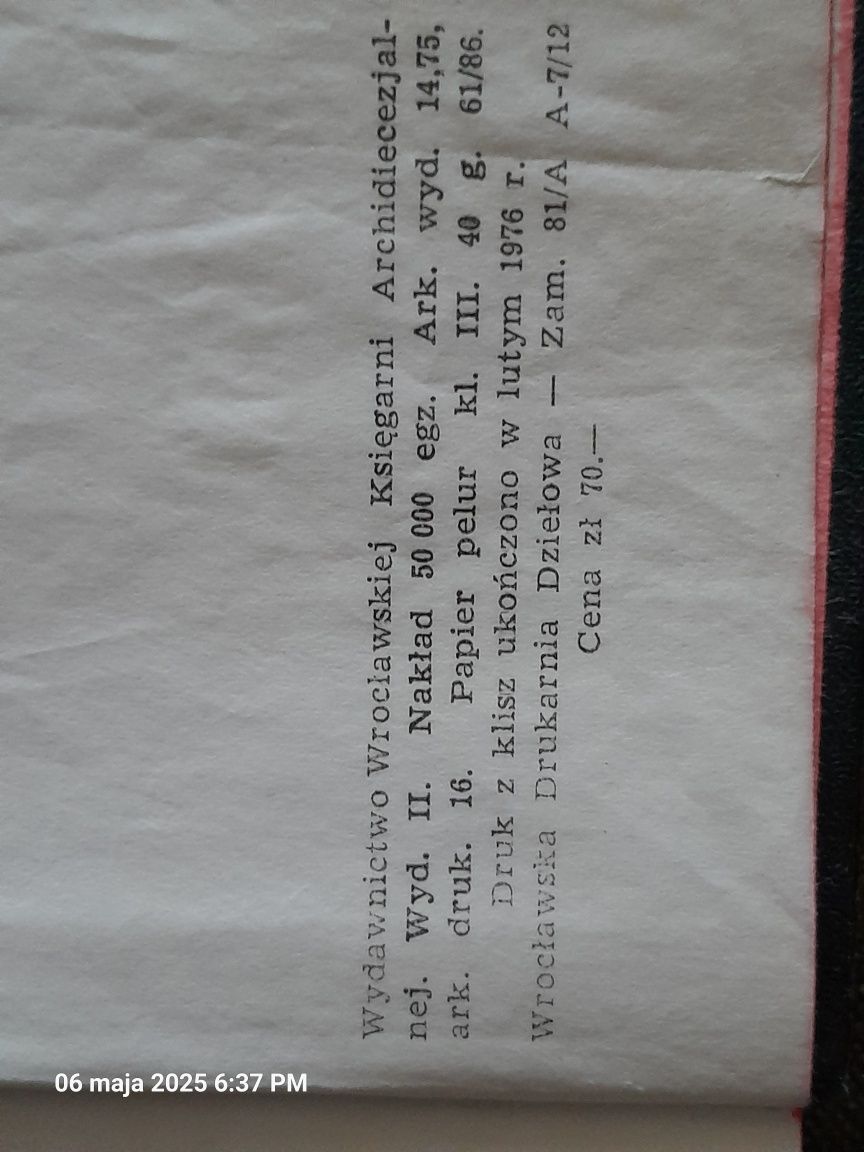 Wydawnictwo Wrocławskiej Księgarni Archidiecezjal-
nej. Wyd. II. Nakład 50 000 egz. Ark. wyd. 14,75,
ark. druk. 16. Papier pelur kl. III. 40 g. 61/86.
Druk z klisz ukończono w lutym 1976 r.
Wrocławska Drukarnia Dziełowa — Zam. 81/A A-7/12
Cena zł 70.—
06 maja 2025 6:37 PM